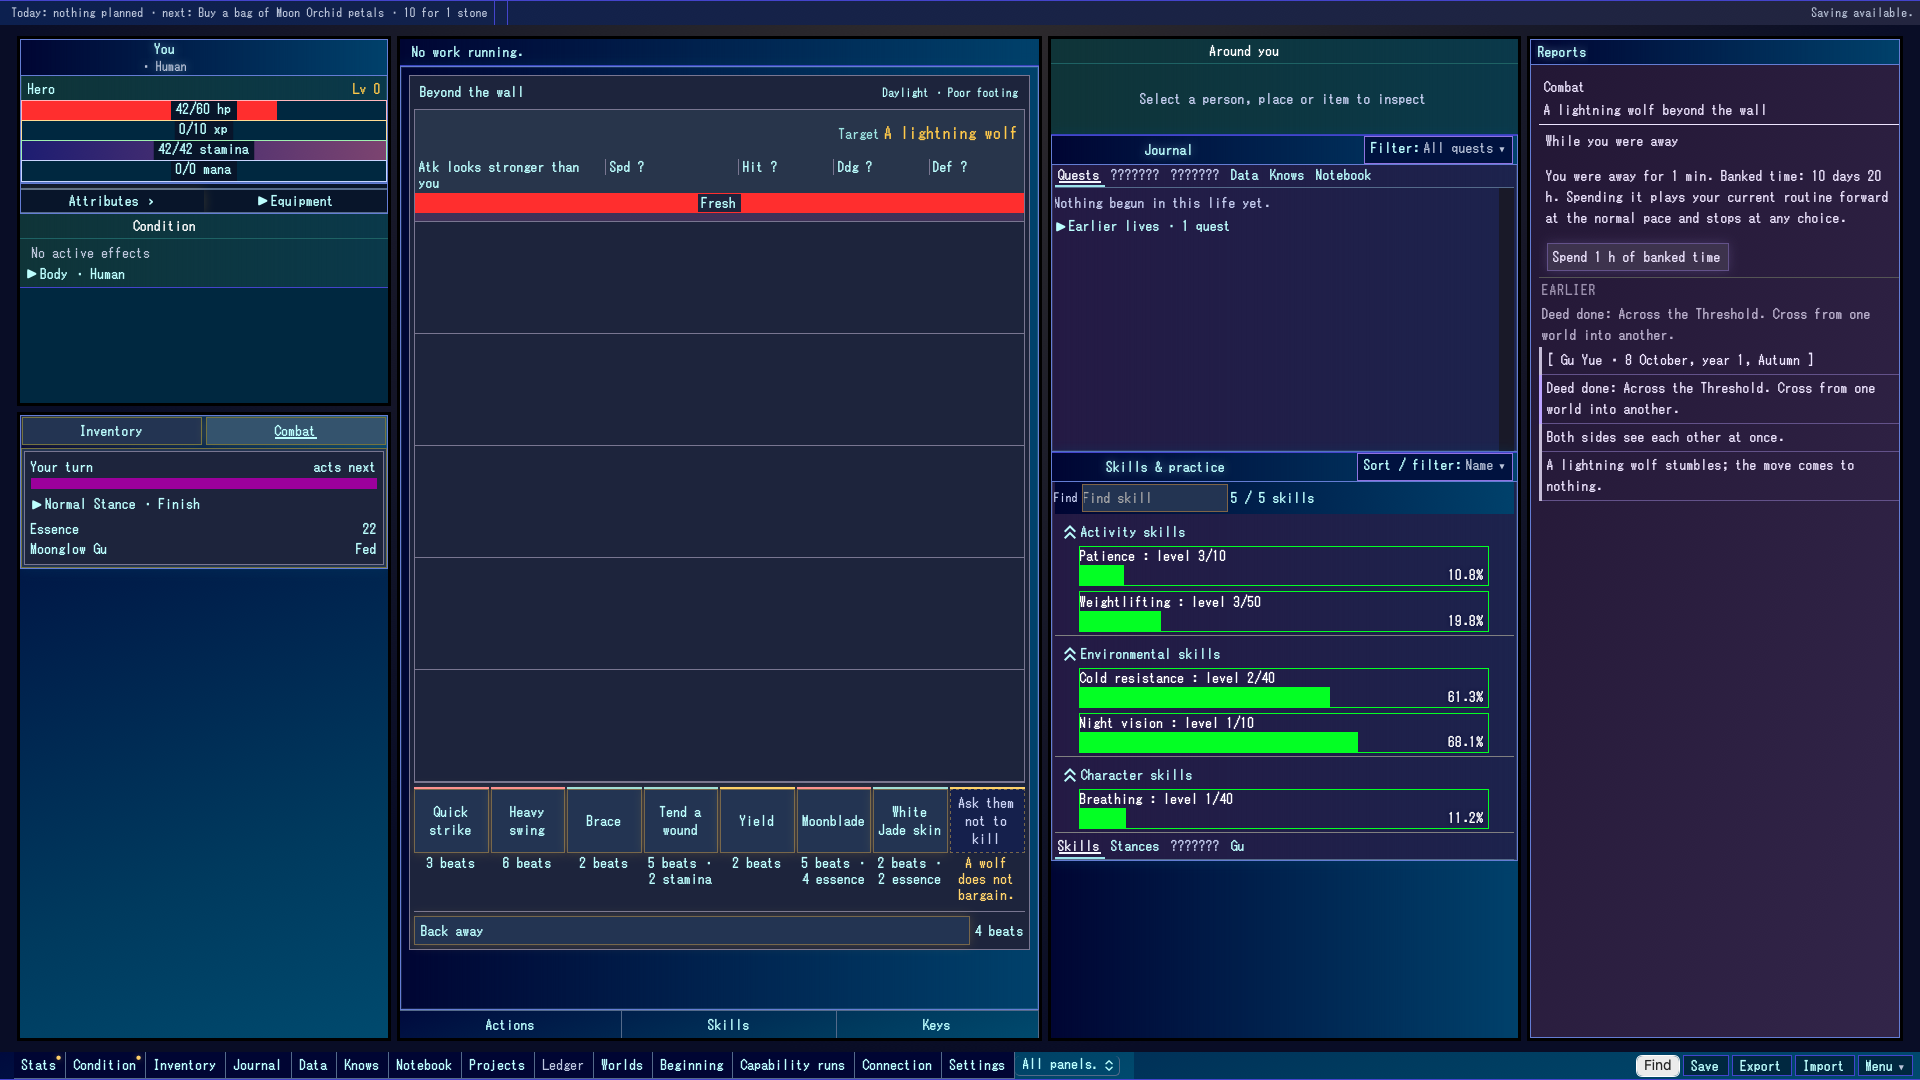 Today: nothing planned · next: Buy a bag of Moon Orchid petals · 10 for 1 stone
Saving available.
You
· Human
Hero Lv 0
42/60 hp
0/10 xp
42/42 stamina
0/0 mana
Attributes ›
▶Equipment
Condition
No active effects
▶Body · Human
Inventory
Combat
Your turn acts next
▶Normal Stance · Finish
Essence 22
Moonglow Gu Fed
No work running.
Beyond the wall
Daylight · Poor footing
Target A lightning wolf
Atk looks stronger than you
Spd ?
Hit ?
Ddg ?
Def ?
Fresh
Quick strike
3 beats
Heavy swing
6 beats
Brace
2 beats
Tend a wound
5 beats · 2 stamina
Yield
2 beats
Moonblade
5 beats · 4 essence
White Jade skin
2 beats · 2 essence
Ask them not to kill
A wolf does not bargain.
Back away
4 beats
Actions
Skills
Keys
Around you
Select a person, place or item to inspect
Journal
Filter: All quests ▾
Quests ??????? ??????? Data Knows Notebook
Nothing begun in this life yet.
▶Earlier lives · 1 quest
Skills & practice
Sort / filter: Name ▾
Find
Find skill
5 / 5 skills
Activity skills
Patience : level 3/10
10.8%
Weightlifting : level 3/50
19.8%
Environmental skills
Cold resistance : level 2/40
61.3%
Night vision : level 1/10
68.1%
Character skills
Breathing : level 1/40
11.2%
Skills Stances ??????? Gu
Reports
Combat
A lightning wolf beyond the wall
While you were away
You were away for 1 min. Banked time: 10 days 20
h. Spending it plays your current routine forward
at the normal pace and stops at any choice.
Spend 1 h of banked time
EARLIER
Deed done: Across the Threshold. Cross from one
world into another.
[ Gu Yue · 8 October, year 1, Autumn ]
Deed done: Across the Threshold. Cross from one
world into another.
Both sides see each other at once.
A lightning wolf stumbles; the move comes to
nothing.
Stats Condition Inventory Journal Data Knows Notebook Projects Ledger Worlds Beginning Capability runs Connection Settings All panels.
Find Save Export Import Menu ▾